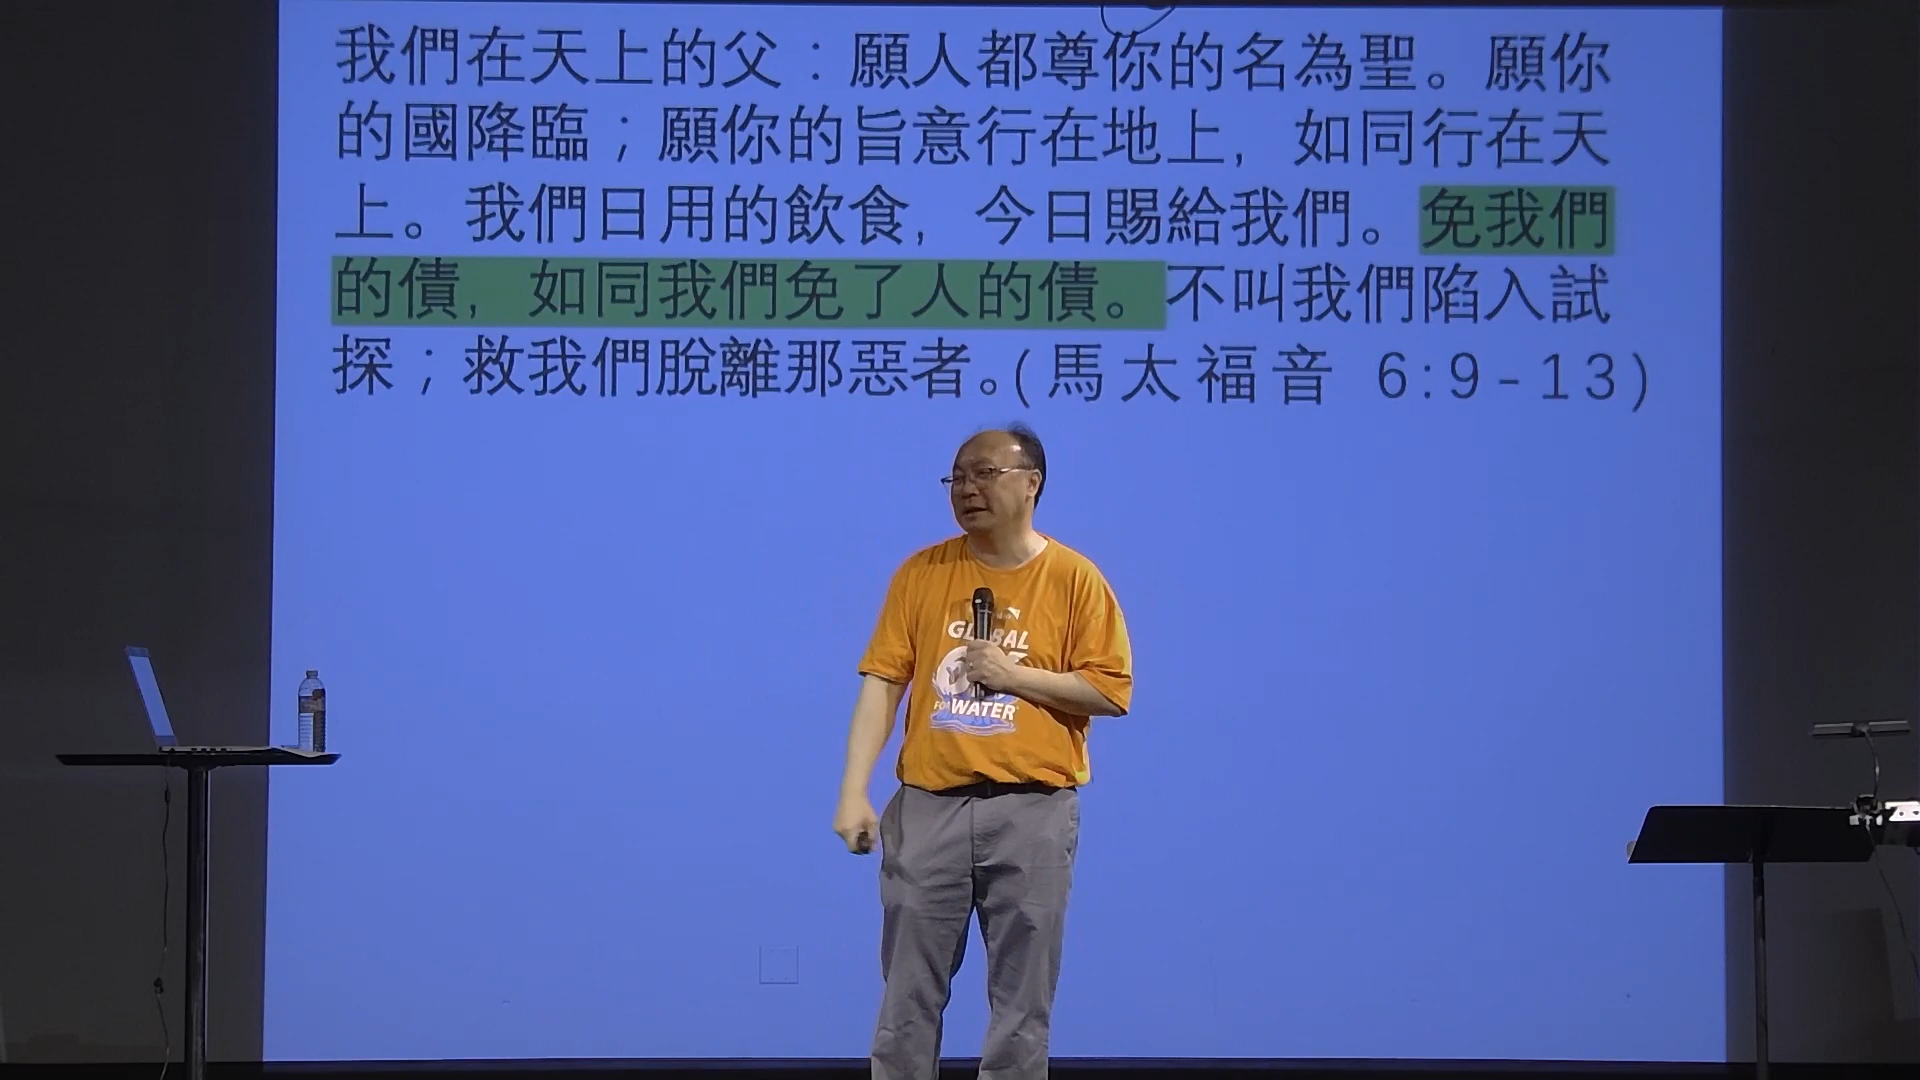 我們在天上的父：願人都尊你的名為聖。願你
的國降臨；願你的旨意行在地上，如同行在天
上。我們日用的飲食，今日賜給我們。免我們
的債，如同我們免了人的債。不叫我們陷入試
探；救我們脫離那惡者。(馬太福音 6:9-13)
WATER